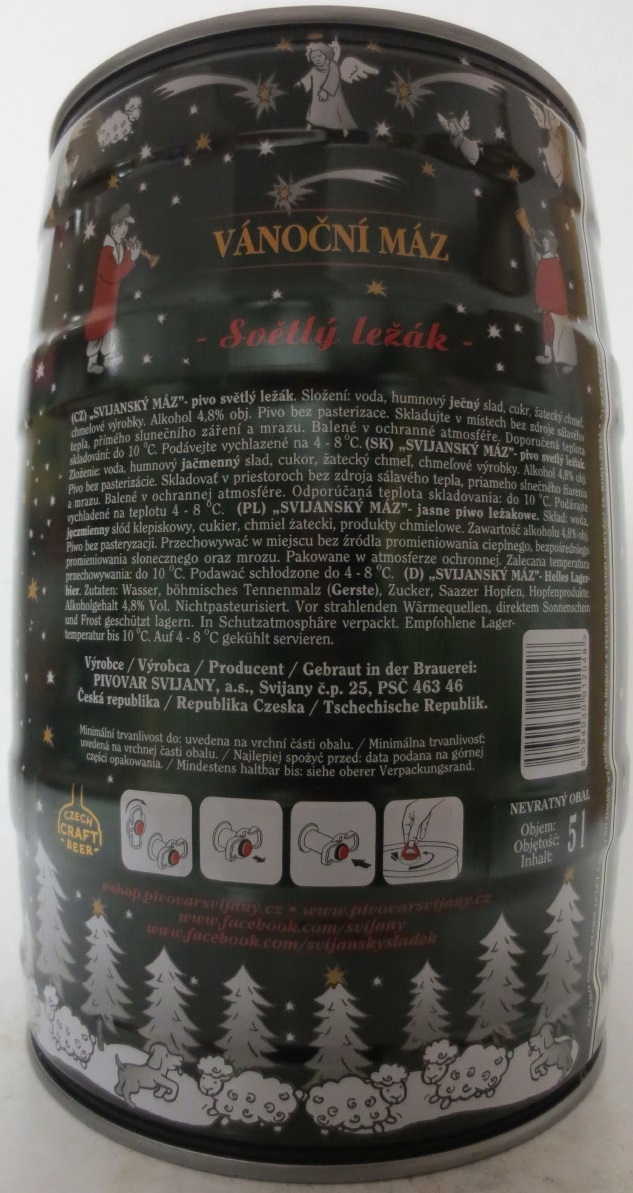 VÁNOČNÍ MÁZ
- Světlý ležák -
(CZ) „SVIJANSKÝ MÁZ”- pivo světlý ležák. Složení: voda, humnový ječný slad, cukr, žatecký chmel,
chmelové výrobky. Alkohol 4,8% obj. Pivo bez pasterizace. Skladujte v místech bez zdroje sálavého
tepla, přímého slunečního záření a mrazu. Balené v ochranné atmosféře. Doporučená teplota
skladování: do 10 °C. Podávejte vychlazené na 4 - 8 °C. (SK) „SVIJANSKÝ MÁZ”- pivo svetlý ležiak.
Zloženie: voda, humnový jačmenný slad, cukor, žatecký chmeľ, chmeľové výrobky. Alkohol 4,8% obj.
Pivo bez pasterizácie. Skladovať v priestoroch bez zdroja sálavého tepla, priameho slnečného žiarenia
a mrazu. Balené v ochrannej atmosfére. Odporúčaná teplota skladovania: do 10 °C. Podávajte
vychladené na teplotu 4 - 8 °C. (PL) „SVIJANSKÝ MÁZ”- jasne piwo leżakowe. Skład: woda,
jęczmienny słód klepiskowy, cukier, chmiel żatecki, produkty chmielowe. Zawartość alkoholu 4,8% obj.
Piwo bez pasteryzacji. Przechowywać w miejscu bez źródła promieniowania cieplnego, bezpośredniego
promieniowania slonecznego oraz mrozu. Pakowane w atmosferze ochronnej. Zalecana temperatura
przechowywania: do 10 °C. Podawać schłodzone do 4 - 8 °C. (D) „SVIJANSKÝ MÁZ”- Helles Lager-
bier. Zutaten: Wasser, böhmisches Tennenmalz (Gerste), Zucker, Saazer Hopfen, Hopfenprodukte.
Alkoholgehalt 4,8% Vol. Nichtpasteurisiert. Vor strahlenden Wärmequellen, direktem Sonnenschein
und Frost geschützt lagern. In Schutzatmosphäre verpackt. Empfohlene Lager-
temperatur bis 10 °C. Auf 4 - 8 °C gekühlt servieren.
Výrobce / Výrobca / Producent / Gebraut in der Brauerei:
PIVOVAR SVIJANY, a.s., Svijany č.p. 25, PSČ 463 46
Česká republika / Republika Czeska / Tschechische Republik.
Minimální trvanlivost do: uvedena na vrchní části obalu. / Minimálna trvanlivosť:
uvedená na vrchnej časti obalu. / Najlepiej spożyć przed: data podana na górnej
części opakowania. / Mindestens haltbar bis: siehe oberer Verpackungsrand.
CZECH
CRAFT
- BEER -
NEVRATNÝ OBAL
Objem:
Objetosť:
Inhalt:
5 l
eshop.pivovarsvijany.cz * www.pivovarsvijany.cz
www.facebook.com/svijany
www.facebook.com/svijanskysladek